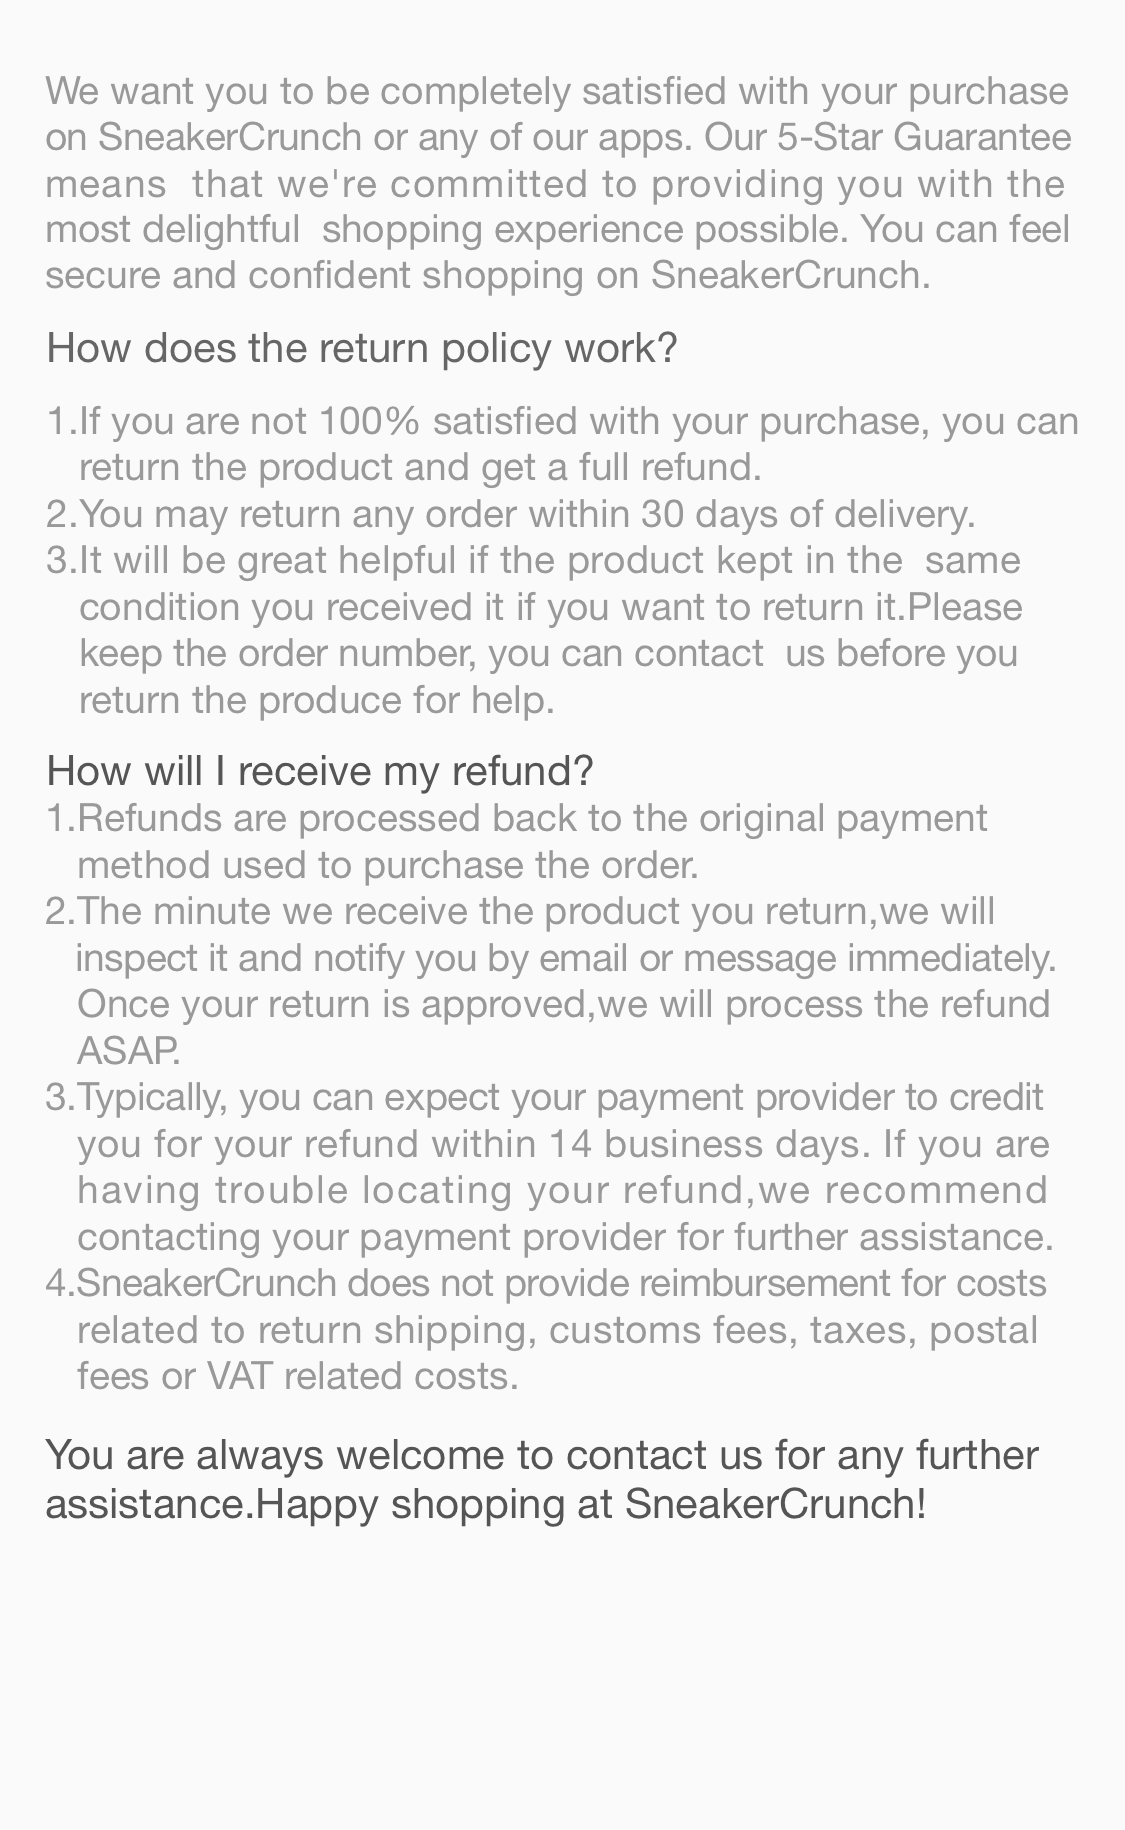 We want you to be completely satisfied with your purchase
on SneakerCrunch or any of our apps. Our 5-Star Guarantee
means that we're committed to providing you with the
most delightful shopping experience possible. You can feel
secure and confident shopping on SneakerCrunch.
How does the return policy work?
1.If you are not 100% satisfied with your purchase, you can
return the product and get a full refund.
2.You may return any order within 30 days of delivery.
3.It will be great helpful if the product kept in the same
condition you received it if you want to return it.Please
keep the order number, you can contact us before you
return the produce for help.
How will I receive my refund?
1.Refunds are processed back to the original payment
method used to purchase the order.
2.The minute we receive the product you return,we will
inspect it and notify you by email or message immediately.
Once your return is approved,we will process the refund
ASAP.
3.Typically, you can expect your payment provider to credit
you for your refund within 14 business days. If you are
having trouble locating your refund,we recommend
contacting your payment provider for further assistance.
4.SneakerCrunch does not provide reimbursement for costs
related to return shipping, customs fees, taxes, postal
fees or VAT related costs.
You are always welcome to contact us for any further
assistance.Happy shopping at SneakerCrunch!